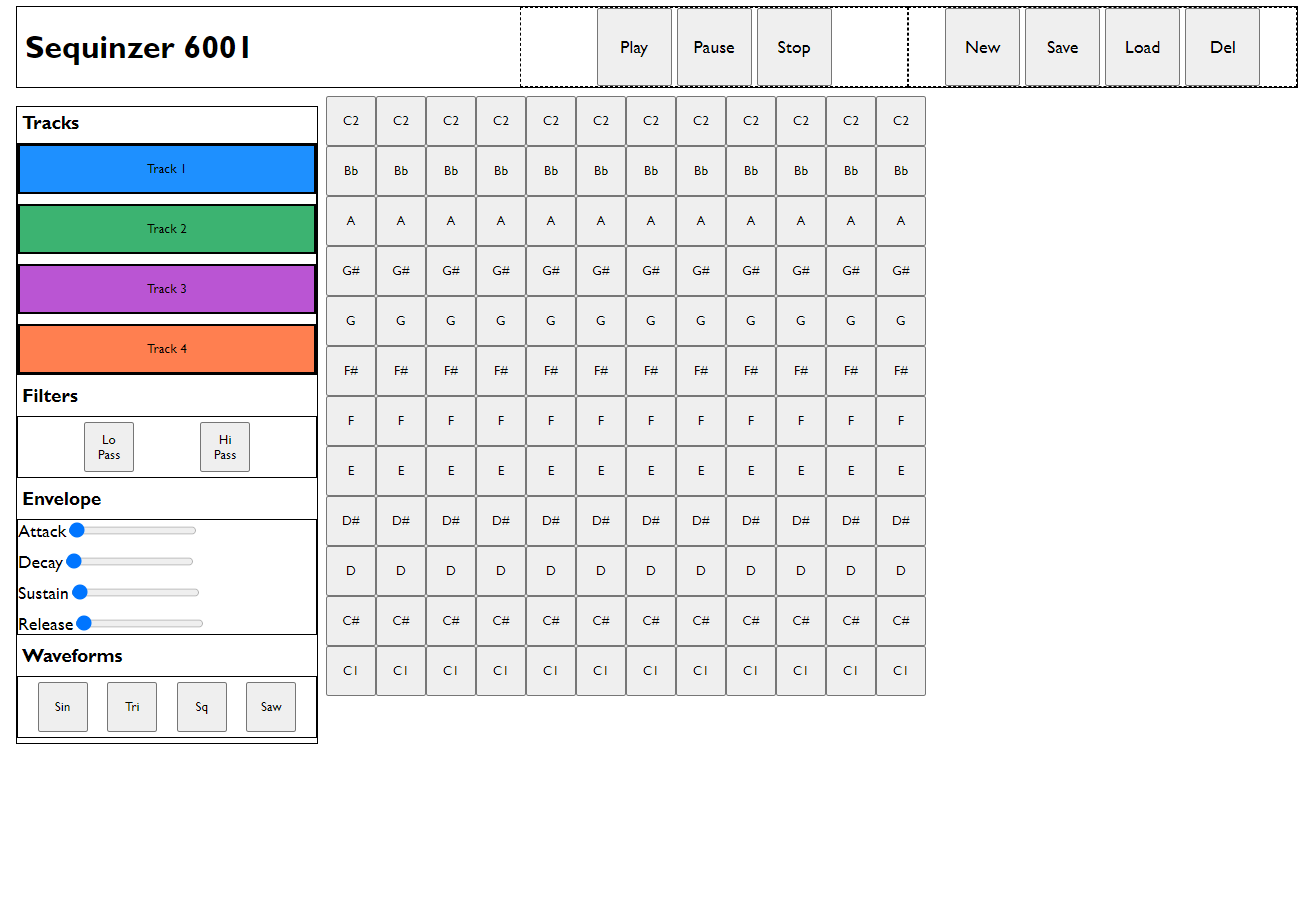 Sequinzer 6001
Play Pause Stop
New Save Load Del
Tracks
Track 1
Track 2
Track 3
Track 4
Filters
Lo
Pass
Hi
Pass
Envelope
Attack
Decay
Sustain
Release
Waveforms
Sin Tri Sq Saw
C2 C2 C2 C2 C2 C2 C2 C2 C2 C2 C2 C2
Bb Bb Bb Bb Bb Bb Bb Bb Bb Bb Bb Bb
A A A A A A A A A A A A
G# G# G# G# G# G# G# G# G# G# G# G#
G G G G G G G G G G G G
F# F# F# F# F# F# F# F# F# F# F# F#
F F F F F F F F F F F F
E E E E E E E E E E E E
D# D# D# D# D# D# D# D# D# D# D# D#
D D D D D D D D D D D D
C# C# C# C# C# C# C# C# C# C# C# C#
C1 C1 C1 C1 C1 C1 C1 C1 C1 C1 C1 C1